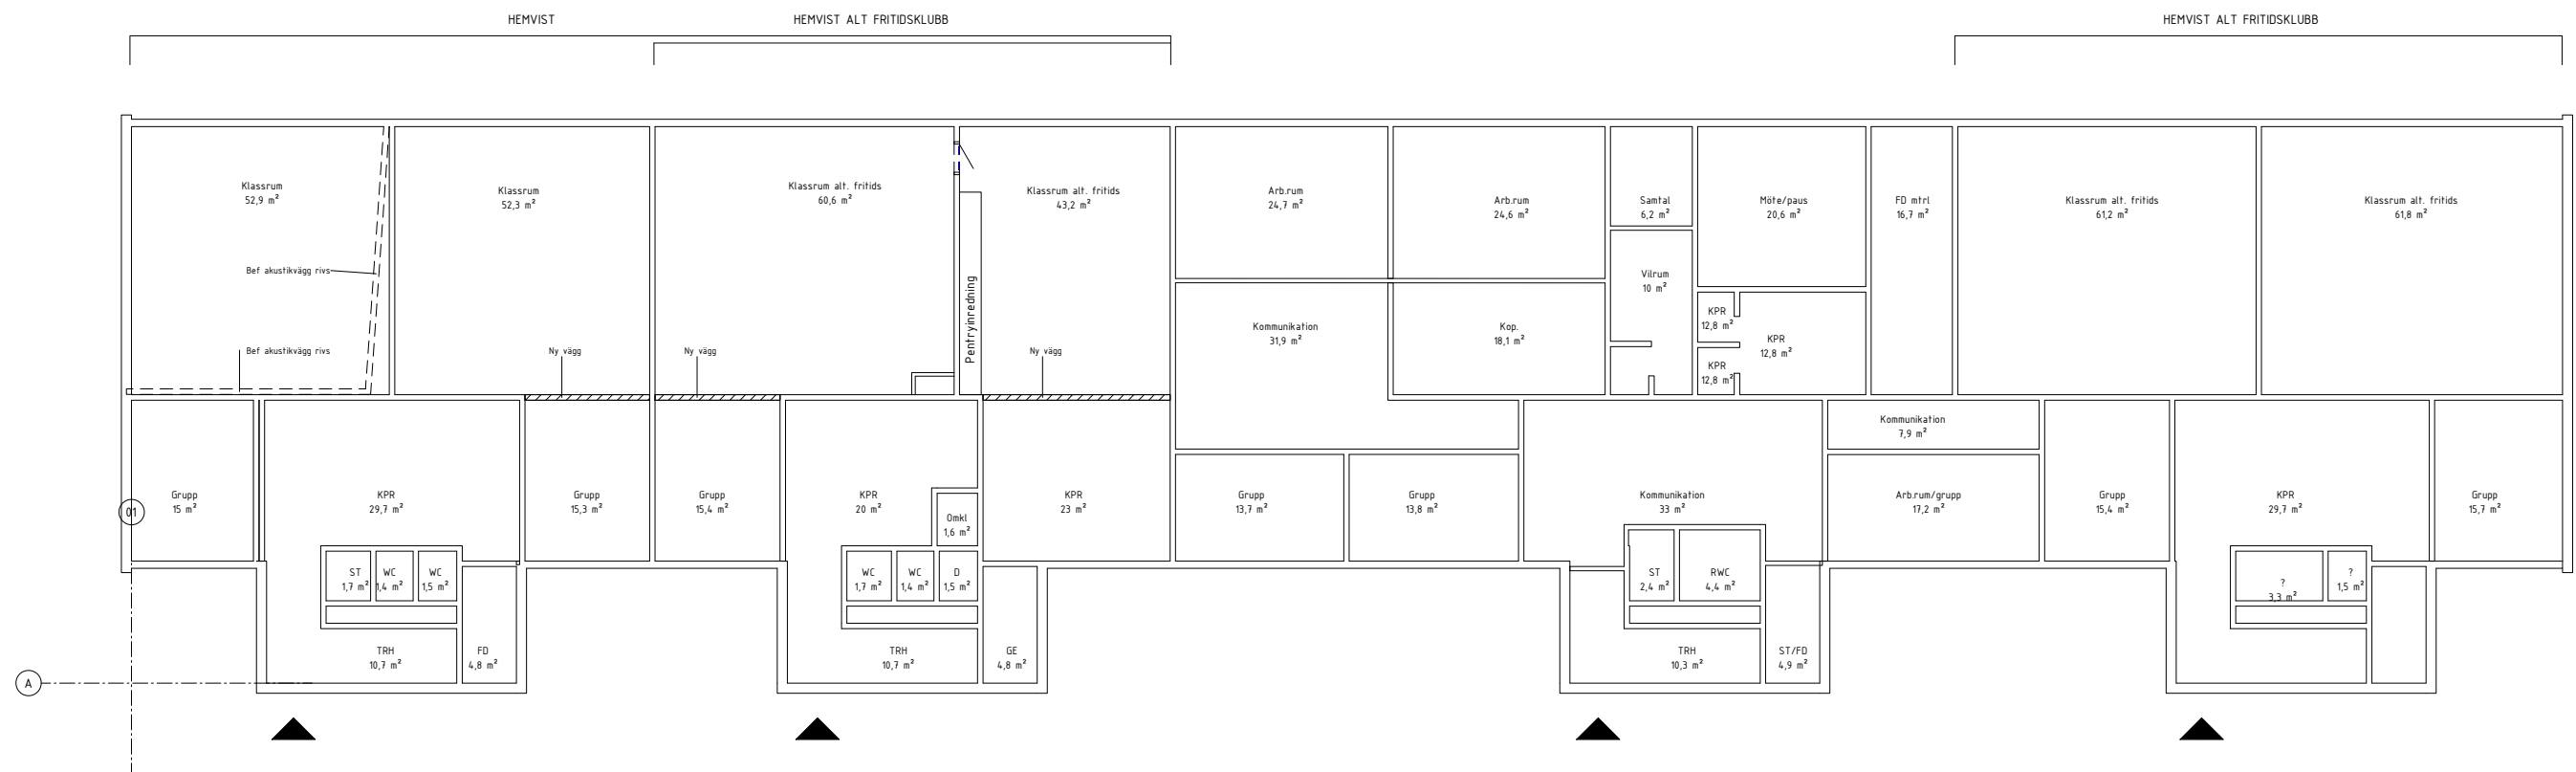 HEMVIST
HEMVIST ALT FRITIDSKLUBB
HEMVIST ALT FRITIDSKLUBB
Klassrum
52,9 m²
Klassrum
52,3 m²
Klassrum alt. fritids
60,6 m²
Klassrum alt. fritids
43,2 m²
Arb.rum
24,7 m²
Arb.rum
24,6 m²
Samtal
6,2 m²
Möte/paus
20,6 m²
FD mtrl
16,7 m²
Klassrum alt. fritids
61,2 m²
Klassrum alt. fritids
61,8 m²
Bef akustikvägg rivs
Vilrum
10 m²
Pentryinredning
Kommunikation
31,9 m²
Kop.
18,1 m²
KPR
12,8 m²
KPR
12,8 m²
KPR
12,8 m²
Bef akustikvägg rivs
Ny vägg
Ny vägg
Ny vägg
Kommunikation
7,9 m²
Grupp
15 m²
KPR
29,7 m²
Grupp
15,3 m²
Grupp
15,4 m²
KPR
20 m²
Omkl
1,6 m²
KPR
23 m²
Grupp
13,7 m²
Grupp
13,8 m²
Kommunikation
33 m²
Arb.rum/grupp
17,2 m²
Grupp
15,4 m²
KPR
29,7 m²
Grupp
15,7 m²
01
ST
1,7 m²
WC
1,4 m²
WC
1,5 m²
WC
1,7 m²
WC
1,4 m²
D
1,5 m²
ST
2,4 m²
RWC
4,4 m²
?
3,3 m²
?
1,5 m²
TRH
10,7 m²
FD
4,8 m²
TRH
10,7 m²
GE
4,8 m²
TRH
10,3 m²
ST/FD
4,9 m²
A